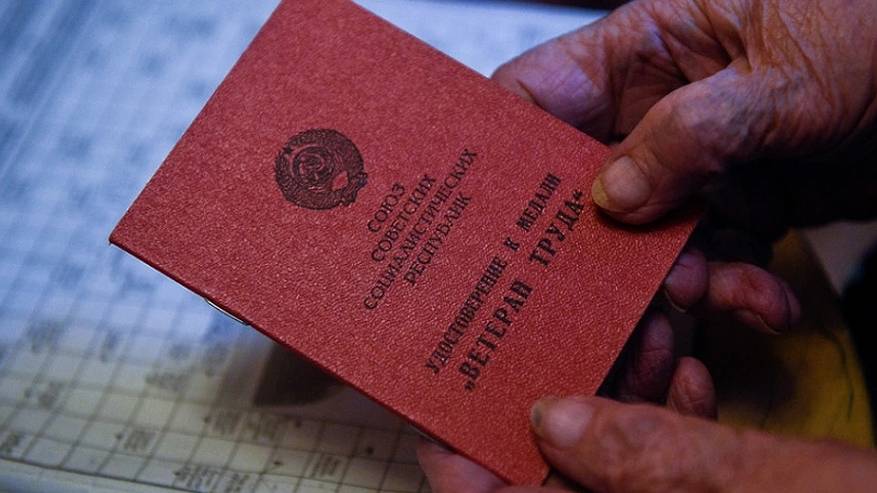 СОЮЗ
СОВЕТСКИХ
СОЦИАЛИСТИЧЕСКИХ
РЕСПУБЛИК
УДОСТОВЕРЕНИЕ К МЕДАЛИ
„ВЕТЕРАН ТРУДА“